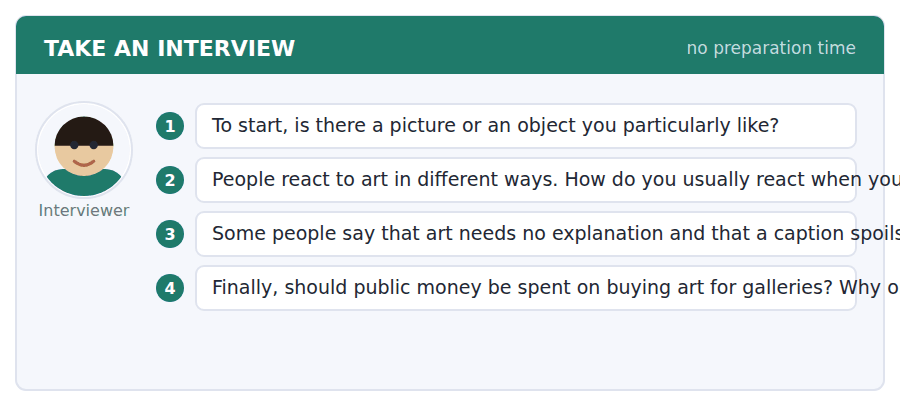 TAKE AN INTERVIEW
no preparation time
Interviewer
1 To start, is there a picture or an object you particularly like?
2 People react to art in different ways. How do you usually react when you
3 Some people say that art needs no explanation and that a caption spoils
4 Finally, should public money be spent on buying art for galleries? Why o